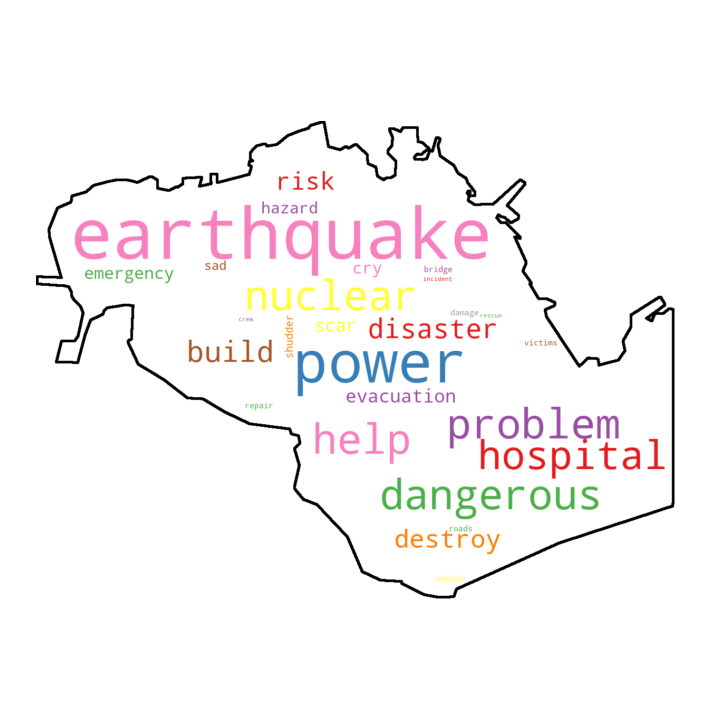 risk
hazard
earthquake
sad
cry
bridge
emergency
incident
nuclear
damage
rescue
crew
scar
disaster
shudder
victims
build
power
evacuation
repair
problem
help
hospital
dangerous
roads
destroy